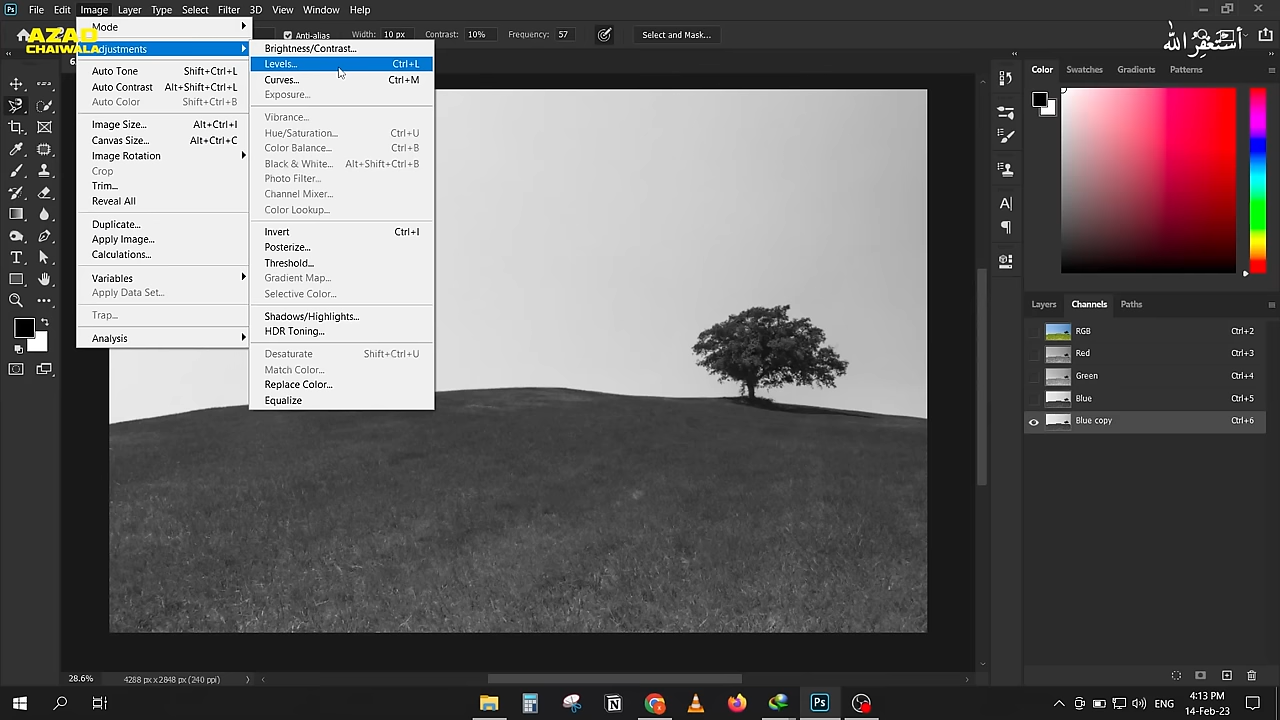 Ps File Edit Image Layer Type Select Filter 3D View Window Help
AZAD
CHAIWALA
Anti-alias Width: 10 px Contrast: 10% Frequency: 57 Select and Mask...
أستغفر الله
Mode
Adjustments
Auto Tone Shift+Ctrl+L
Auto Contrast Alt+Shift+Ctrl+L
Auto Color Shift+Ctrl+B
Image Size... Alt+Ctrl+I
Canvas Size... Alt+Ctrl+C
Image Rotation
Crop
Trim...
Reveal All
Duplicate...
Apply Image...
Calculations...
Variables
Apply Data Set...
Trap...
Analysis
Brightness/Contrast...
Levels... Ctrl+L
Curves... Ctrl+M
Exposure...
Vibrance...
Hue/Saturation... Ctrl+U
Color Balance... Ctrl+B
Black & White... Alt+Shift+Ctrl+B
Photo Filter...
Channel Mixer...
Color Lookup...
Invert Ctrl+I
Posterize...
Threshold...
Gradient Map...
Selective Color...
Shadows/Highlights...
HDR Toning...
Desaturate Shift+Ctrl+U
Match Color...
Replace Color...
Equalize
Color Swatches Gradients Patterns
Layers Channels Paths
RGB Ctrl+2
Red Ctrl+3
Green Ctrl+4
Blue Ctrl+5
Blue copy Ctrl+6
28.6% 4288 px x 2848 px (240 ppi)
Ps
ENG
4:13 PM
14-Feb-23